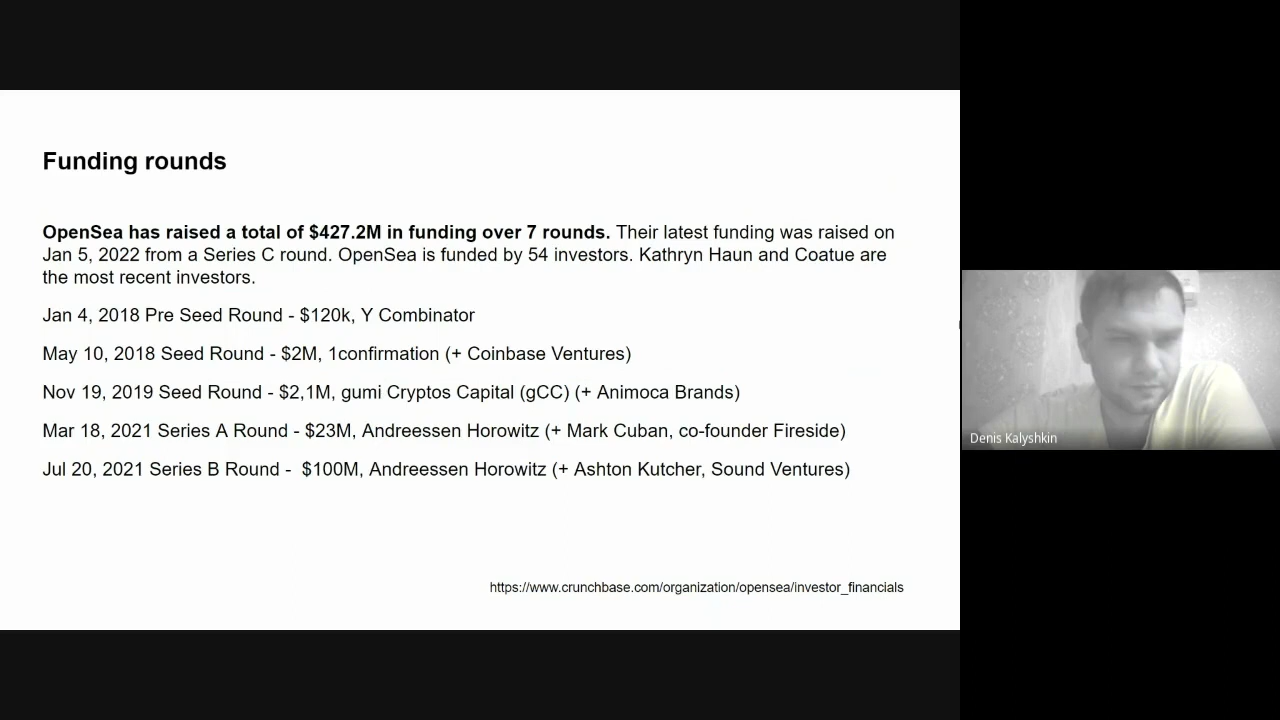 Funding rounds
OpenSea has raised a total of $427.2M in funding over 7 rounds. Their latest funding was raised on
Jan 5, 2022 from a Series C round. OpenSea is funded by 54 investors. Kathryn Haun and Coatue are
the most recent investors.
Jan 4, 2018 Pre Seed Round - $120k, Y Combinator
May 10, 2018 Seed Round - $2M, 1confirmation (+ Coinbase Ventures)
Nov 19, 2019 Seed Round - $2,1M, gumi Cryptos Capital (gCC) (+ Animoca Brands)
Mar 18, 2021 Series A Round - $23M, Andreessen Horowitz (+ Mark Cuban, co-founder Fireside)
Jul 20, 2021 Series B Round -  $100M, Andreessen Horowitz (+ Ashton Kutcher, Sound Ventures)
https://www.crunchbase.com/organization/opensea/investor_financials
Denis Kalyshkin